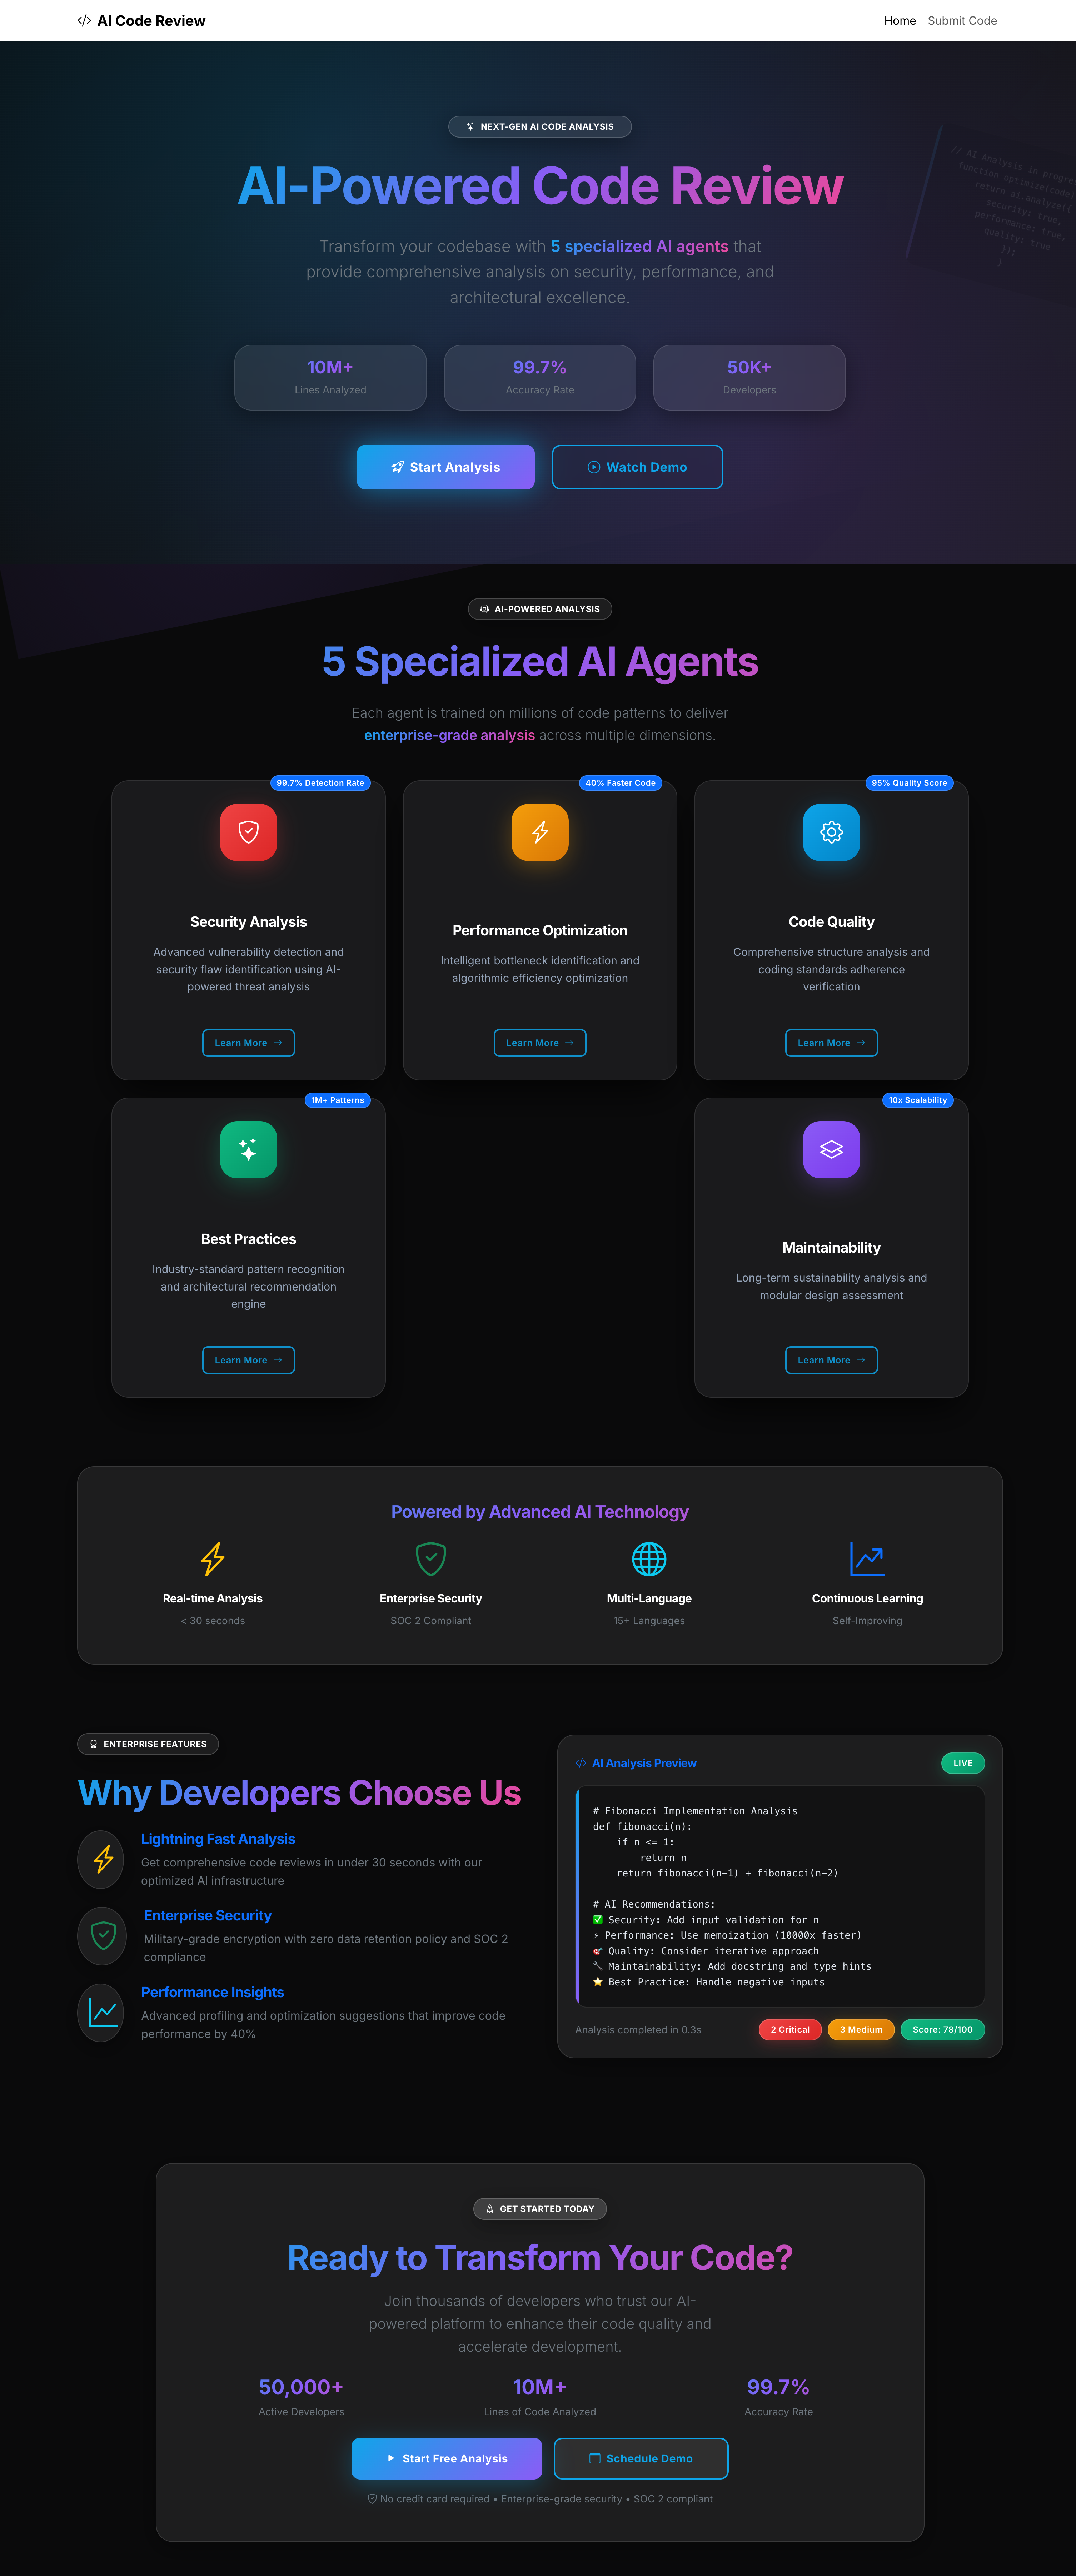 AI Code Review
Home
Submit Code
NEXT-GEN AI CODE ANALYSIS
AI-Powered Code Review
Transform your codebase with 5 specialized AI agents that
provide comprehensive analysis on security, performance, and
architectural excellence.
// AI Analysis in progre
function optimize(code)
return ai.analyze({
security: true,
performance: true,
quality: true
});
}
10M+
Lines Analyzed
99.7%
Accuracy Rate
50K+
Developers
Start Analysis
Watch Demo
AI-POWERED ANALYSIS
5 Specialized AI Agents
Each agent is trained on millions of code patterns to deliver
enterprise-grade analysis across multiple dimensions.
99.7% Detection Rate
Security Analysis
Advanced vulnerability detection and
security flaw identification using AI-
powered threat analysis
Learn More →
40% Faster Code
Performance Optimization
Intelligent bottleneck identification and
algorithmic efficiency optimization
Learn More →
95% Quality Score
Code Quality
Comprehensive structure analysis and
coding standards adherence
verification
Learn More →
1M+ Patterns
Best Practices
Industry-standard pattern recognition
and architectural recommendation
engine
Learn More →
10x Scalability
Maintainability
Long-term sustainability analysis and
modular design assessment
Learn More →
Powered by Advanced AI Technology
Real-time Analysis
< 30 seconds
Enterprise Security
SOC 2 Compliant
Multi-Language
15+ Languages
Continuous Learning
Self-Improving
ENTERPRISE FEATURES
Why Developers Choose Us
Lightning Fast Analysis
Get comprehensive code reviews in under 30 seconds with our
optimized AI infrastructure
Enterprise Security
Military-grade encryption with zero data retention policy and SOC 2
compliance
Performance Insights
Advanced profiling and optimization suggestions that improve code
performance by 40%
AI Analysis Preview
LIVE
# Fibonacci Implementation Analysis
def fibonacci(n):
    if n <= 1:
        return n
    return fibonacci(n−1) + fibonacci(n−2)
# AI Recommendations:
✅ Security: Add input validation for n
⚡ Performance: Use memoization (10000x faster)
🎯 Quality: Consider iterative approach
🔧 Maintainability: Add docstring and type hints
⭐ Best Practice: Handle negative inputs
Analysis completed in 0.3s
2 Critical
3 Medium
Score: 78/100
GET STARTED TODAY
Ready to Transform Your Code?
Join thousands of developers who trust our AI-
powered platform to enhance their code quality and
accelerate development.
50,000+
Active Developers
10M+
Lines of Code Analyzed
99.7%
Accuracy Rate
Start Free Analysis
Schedule Demo
No credit card required • Enterprise-grade security • SOC 2 compliant